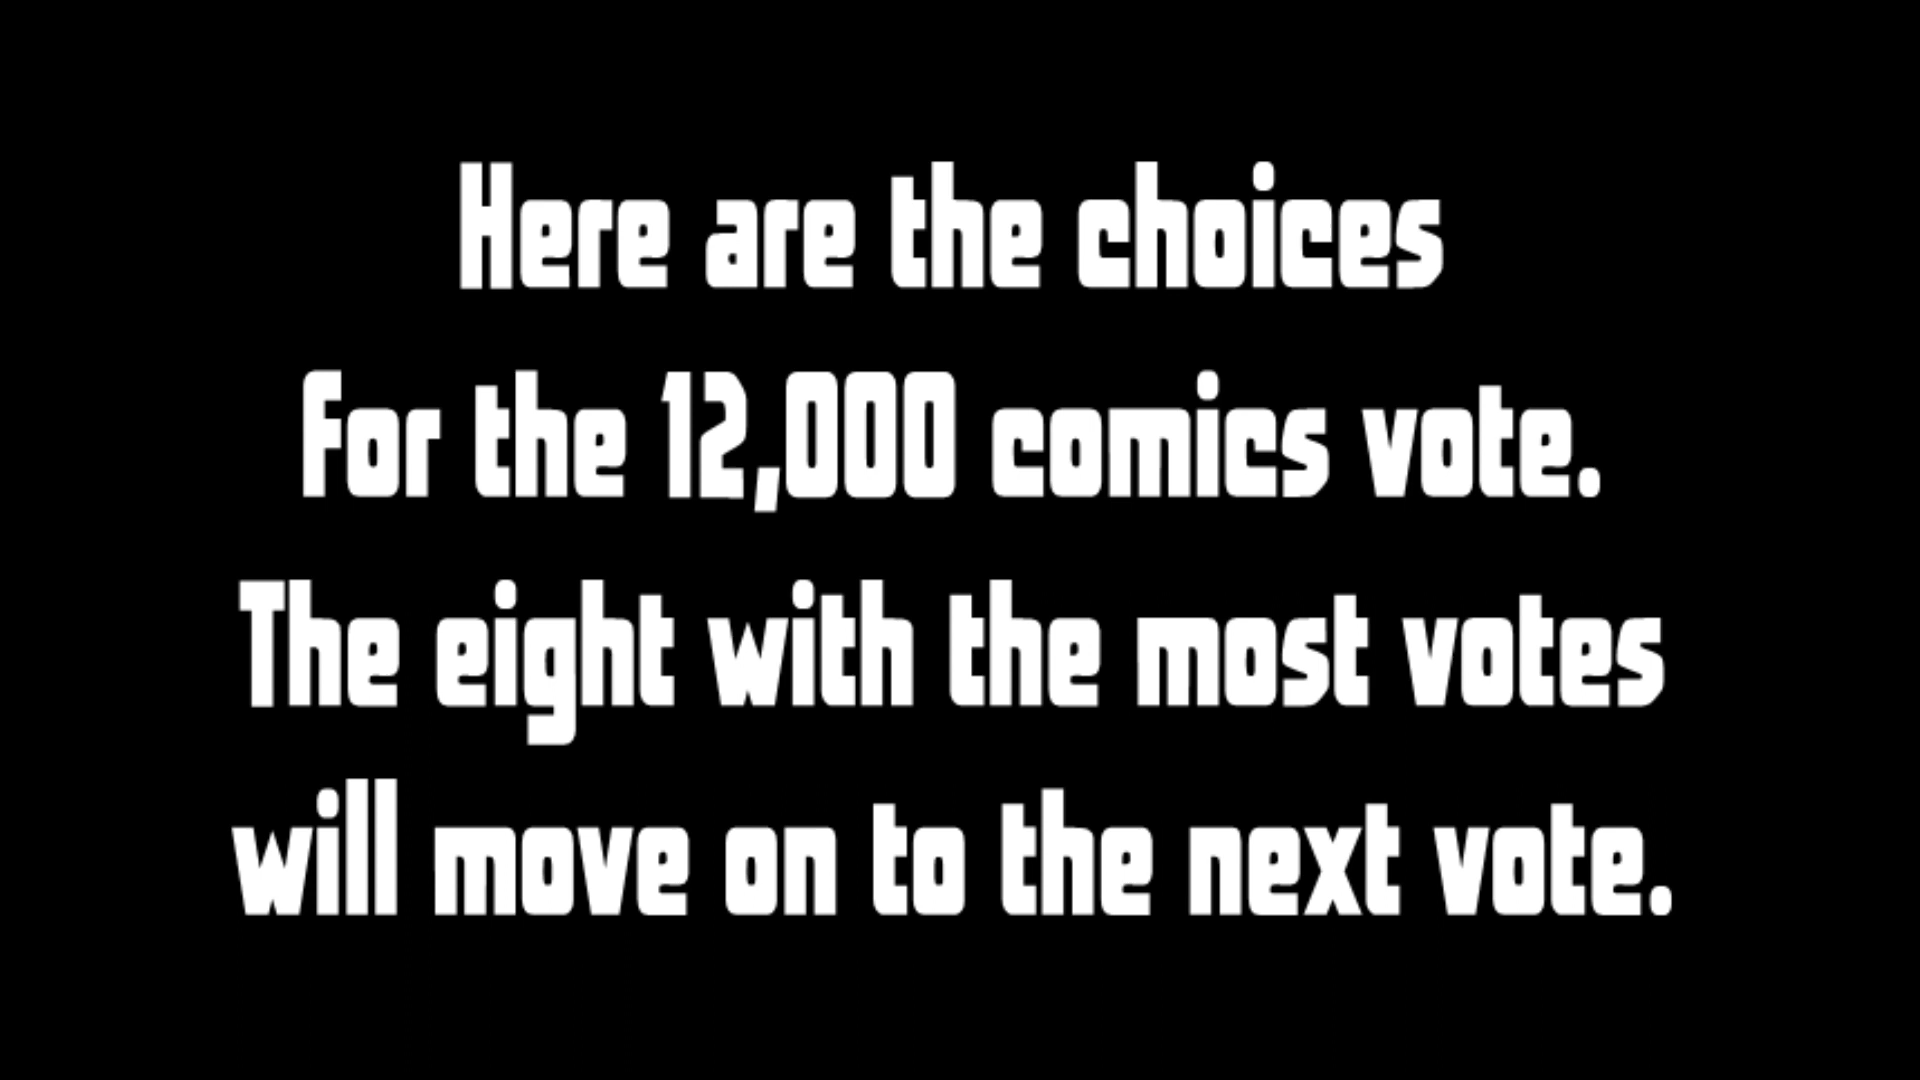 Here are the choices
For the 12,000 comics vote.
The eight with the most votes
will move on to the next vote.